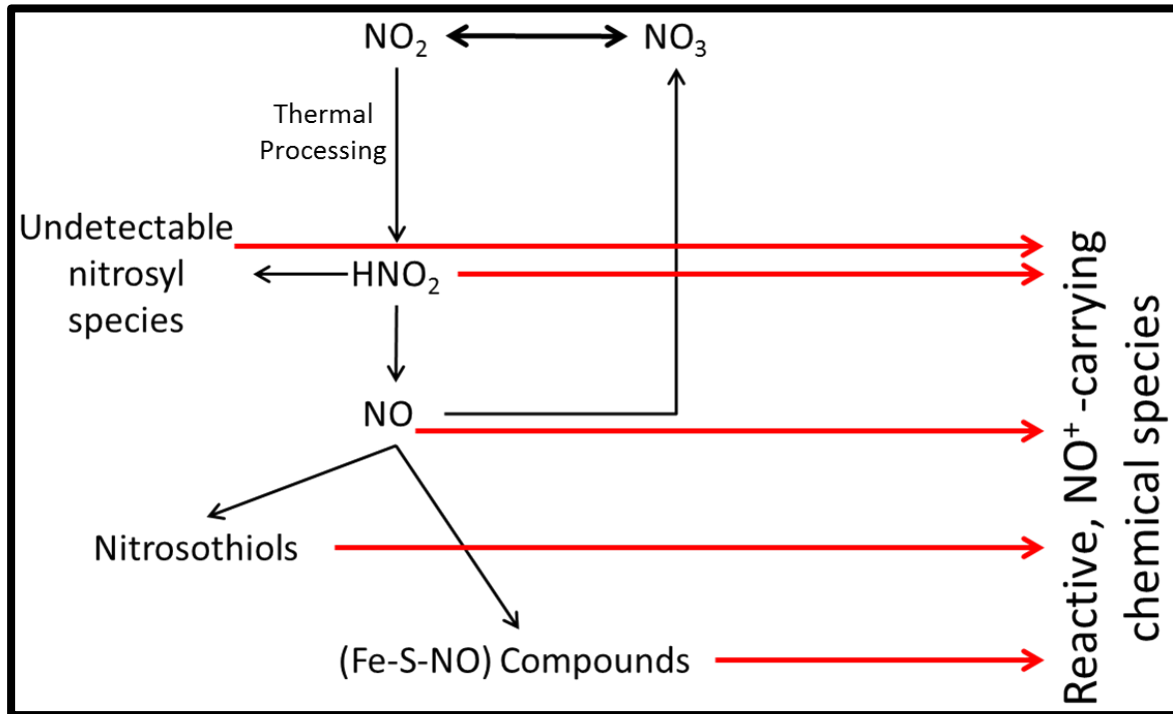 NO₂
NO₃
Thermal
Processing
Undetectable
nitrosyl
species
HNO₂
NO
Nitrosothiols
(Fe-S-NO) Compounds
Reactive, NO⁺-carrying
chemical species